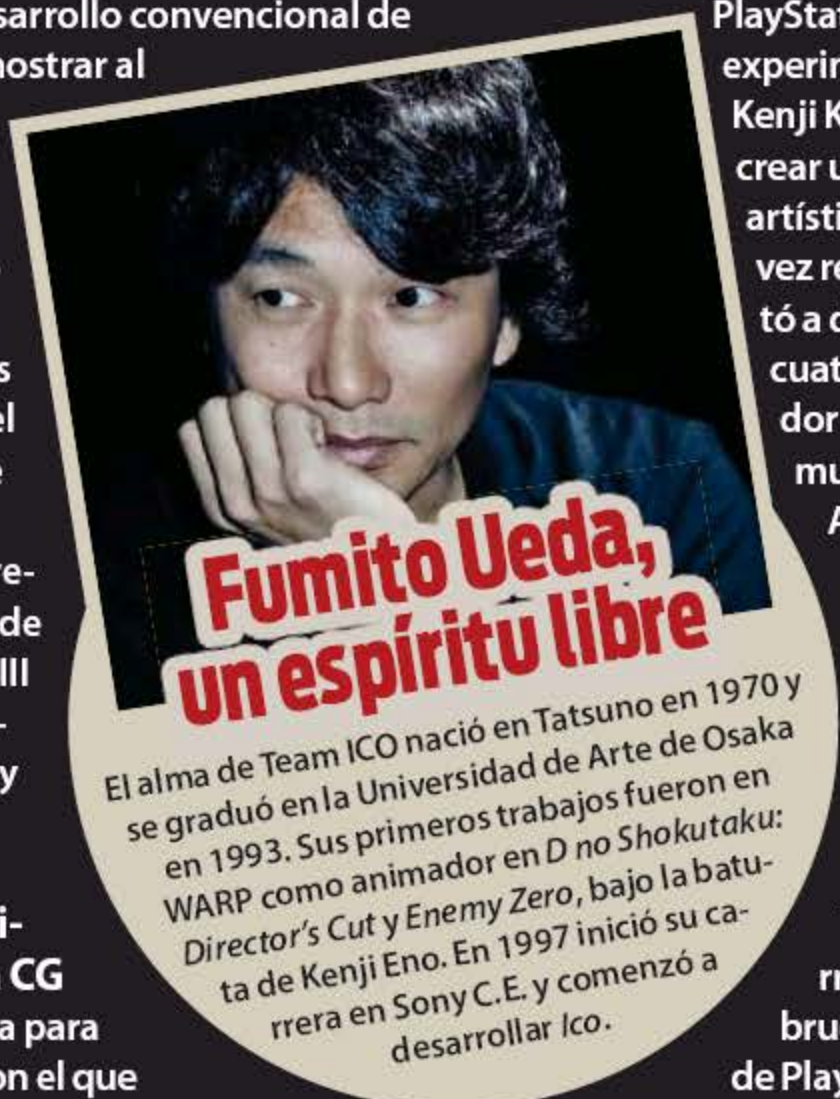 sarrollo convencional de
nostrar al
s
el
e
re-
de
III
-
y
i-
CG
a para
on el que
Fumito Ueda,
un espíritu libre
El alma de Team ICO nació en Tatsuno en 1970 y
se graduó en la Universidad de Arte de Osaka
en 1993. Sus primeros trabajos fueron en
WARP como animador en D no Shokutaku:
Director's Cut y Enemy Zero, bajo la batu-
ta de Kenji Eno. En 1997 inició su ca-
rrera en Sony C.E. y comenzó a
desarrollar Ico.
PlaySta
experi
Kenji K
crear u
artísti
vez re
tó a
cuat
dor
mu
A
rr
bru
de Play